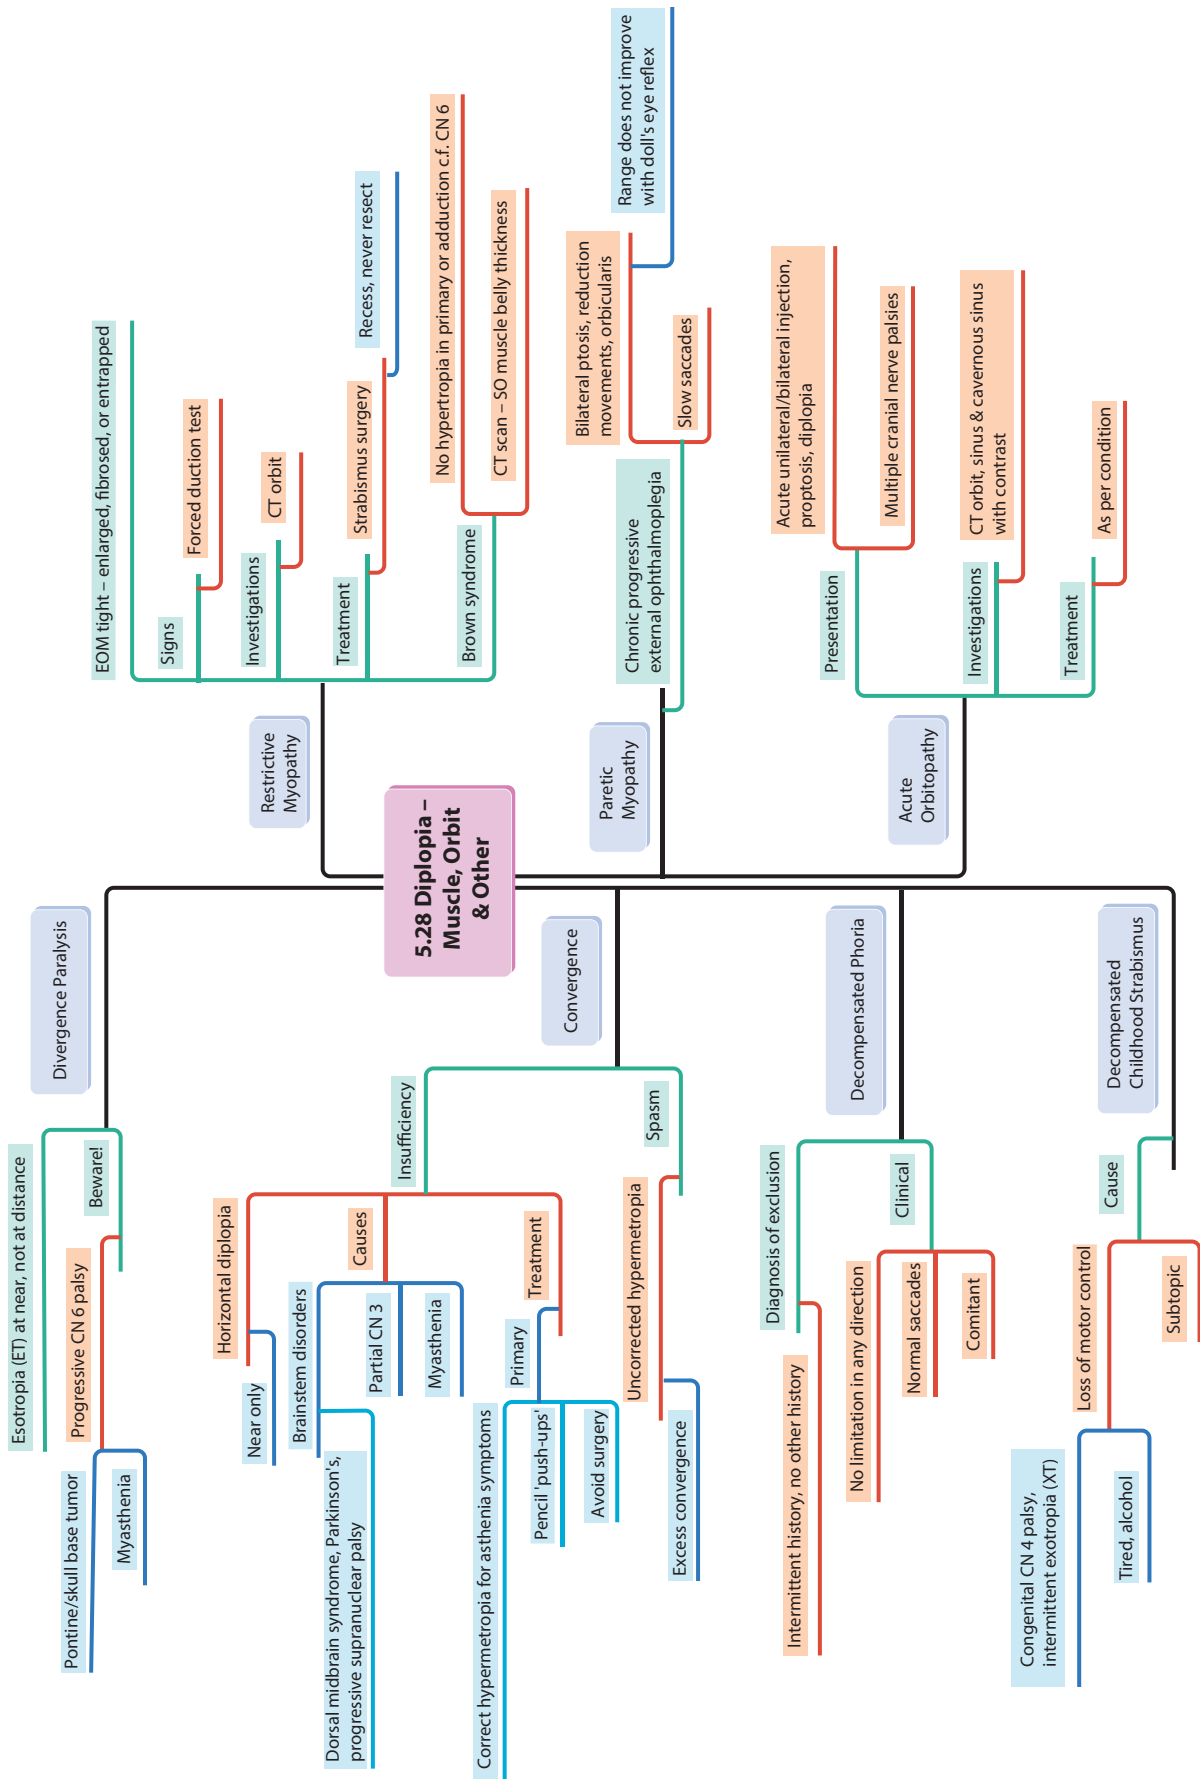 5.28 Diplopia –
Muscle, Orbit
& Other
Restrictive
Myopathy
EOM tight – enlarged, fibrosed, or entrapped
Signs
Forced duction test
Investigations
CT orbit
Treatment
Strabismus surgery
Recess, never resect
Brown syndrome
No hypertropia in primary or adduction c.f. CN 6
CT scan – SO muscle belly thickness
Paretic
Myopathy
Chronic progressive
external ophthalmoplegia
Bilateral ptosis, reduction
movements, orbicularis
Range does not improve
with doll's eye reflex
Slow saccades
Acute
Orbitopathy
Presentation
Acute unilateral/bilateral injection,
proptosis, diplopia
Multiple cranial nerve palsies
Investigations
CT orbit, sinus & cavernous sinus
with contrast
Treatment
As per condition
Divergence Paralysis
Esotropia (ET) at near, not at distance
Beware!
Progressive CN 6 palsy
Pontine/skull base tumor
Myasthenia
Convergence
Insufficiency
Horizontal diplopia
Near only
Causes
Brainstem disorders
Dorsal midbrain syndrome, Parkinson's,
progressive supranuclear palsy
Partial CN 3
Myasthenia
Treatment
Primary
Correct hypermetropia for asthenia symptoms
Pencil 'push-ups'
Avoid surgery
Spasm
Uncorrected hypermetropia
Excess convergence
Decompensated Phoria
Diagnosis of exclusion
Intermittent history, no other history
Clinical
No limitation in any direction
Normal saccades
Comitant
Decompensated
Childhood Strabismus
Cause
Loss of motor control
Congenital CN 4 palsy,
intermittent exotropia (XT)
Tired, alcohol
Subtopic